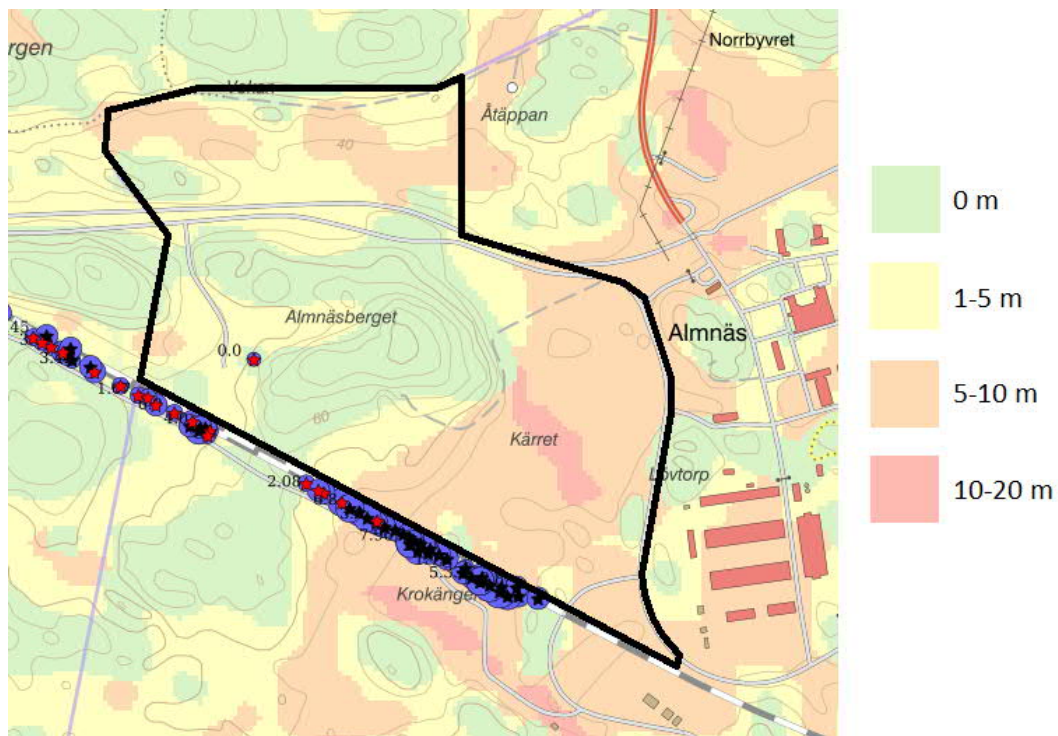 rgen
Vekan
Norrbyvret
Åtäppan
40
0 m
1-5 m
Almnäsberget
Almnäs
0.0
5-10 m
60
Kärret
Lövtorp
2.08
10-20 m
Krokänger